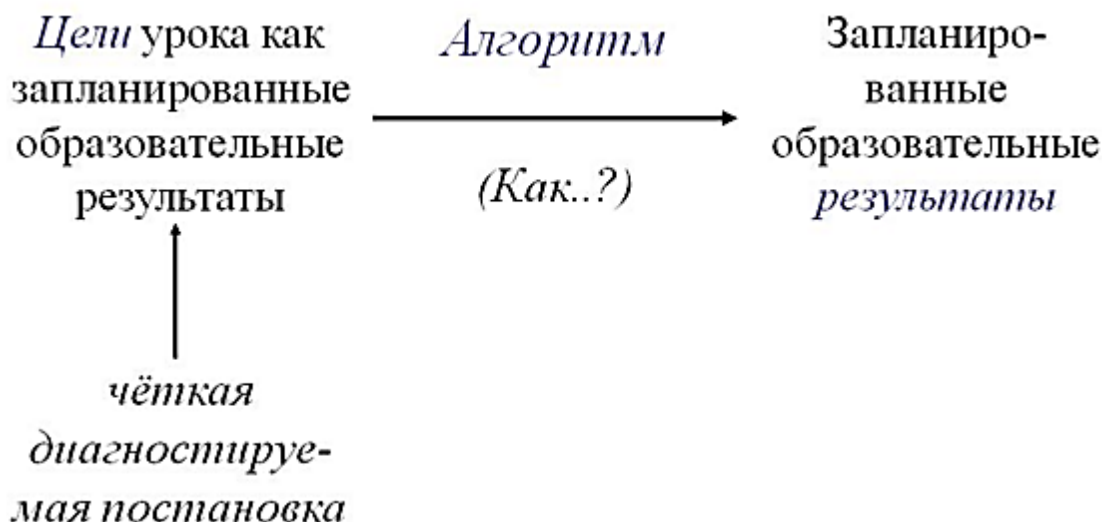 Цели урока как
запланированные
образовательные
результаты
Алгоритм
(Как..?)
Запланиро-
ванные
образовательные
результаты
чёткая
диагностируе-
мая постановка